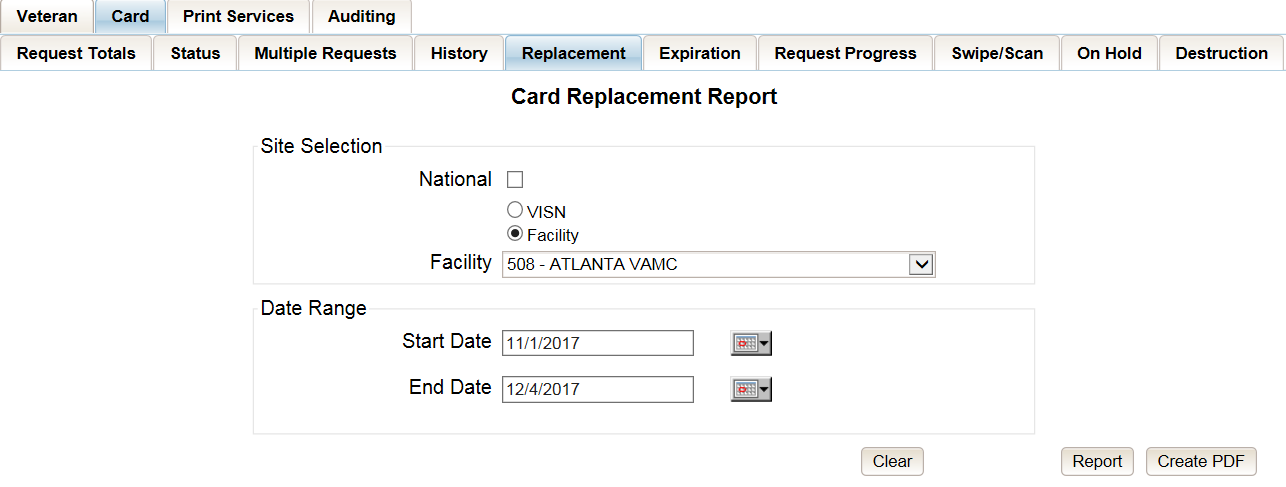 Veteran Card Print Services Auditing
Request Totals Status Multiple Requests History Replacement Expiration Request Progress Swipe/Scan On Hold Destruction
Card Replacement Report
Site Selection
National
VISN
Facility
Facility 508 - ATLANTA VAMC
Date Range
Start Date 11/1/2017
End Date 12/4/2017
Clear Report Create PDF